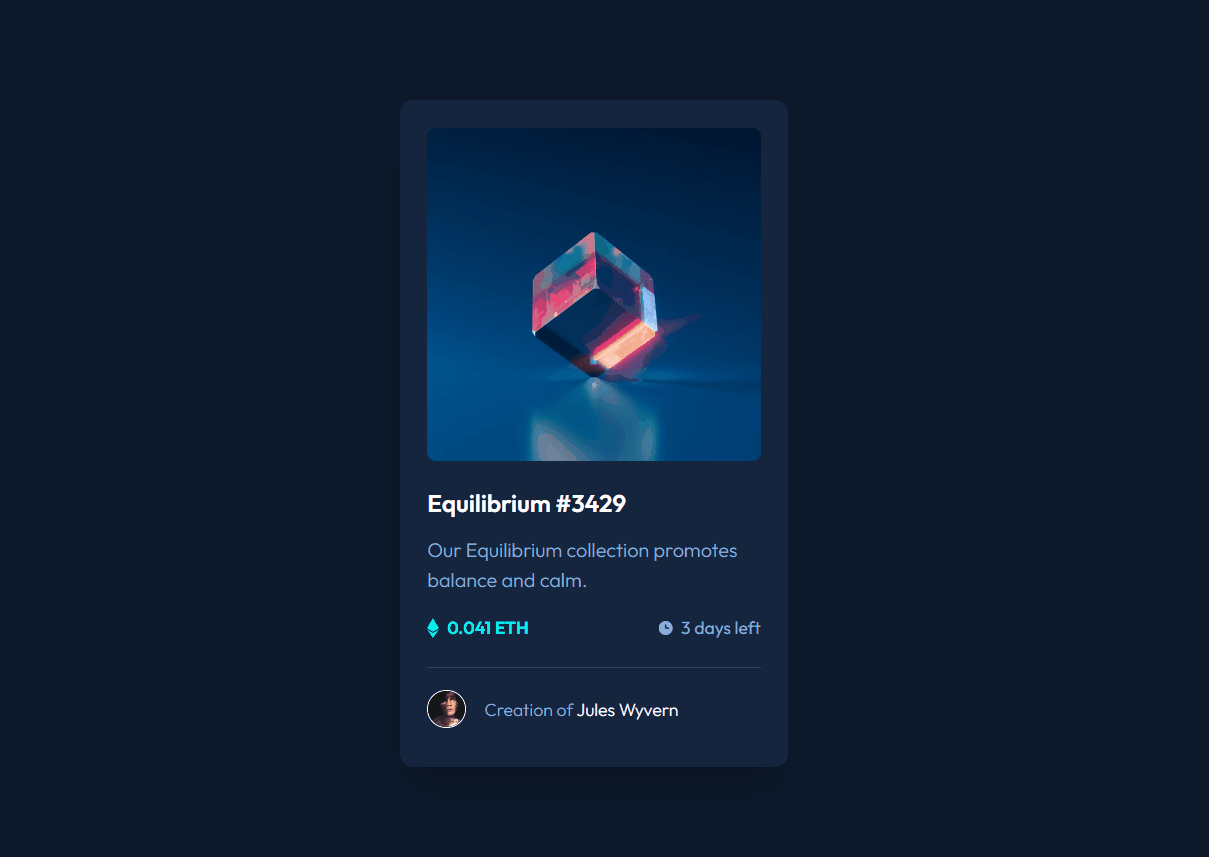 Equilibrium #3429
Our Equilibrium collection promotes
balance and calm.
0.041 ETH 3 days left
Creation of Jules Wyvern